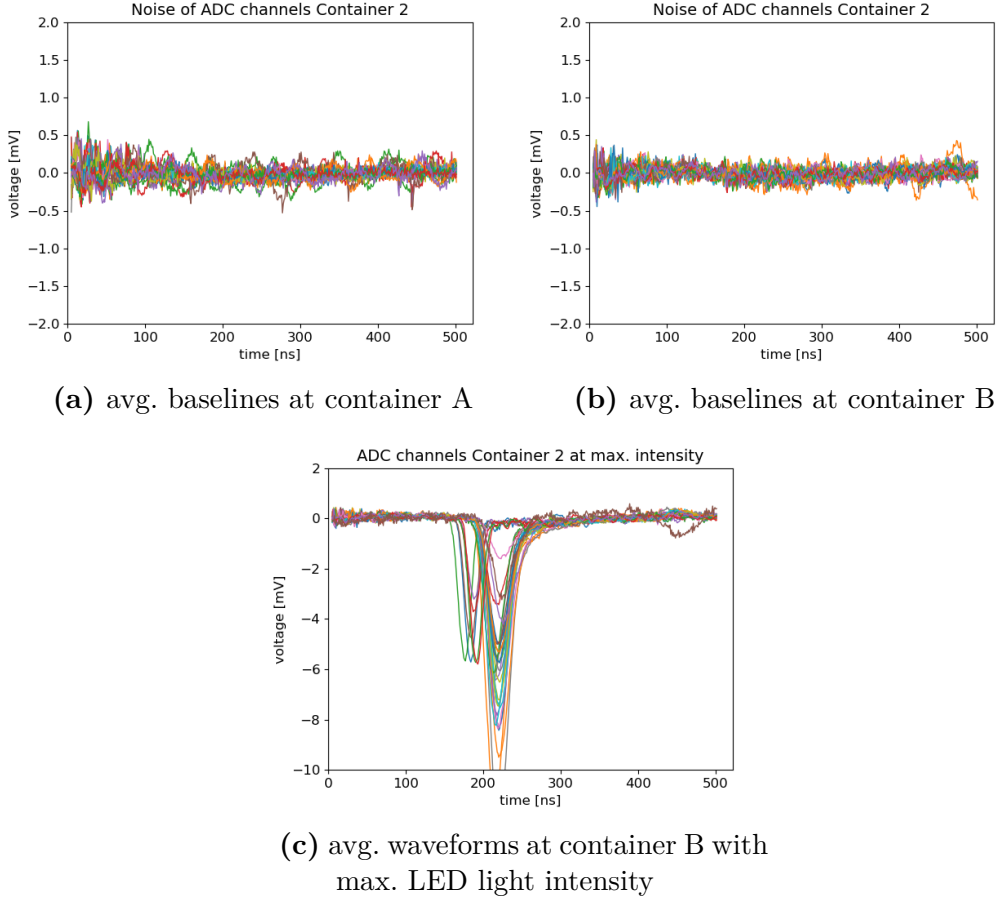 Noise of ADC channels Container 2
2.0
1.5
1.0
0.5
0.0
−0.5
−1.0
−1.5
−2.0
voltage [mV]
0 100 200 300 400 500
time [ns]
(a) avg. baselines at container A
Noise of ADC channels Container 2
2.0
1.5
1.0
0.5
0.0
−0.5
−1.0
−1.5
−2.0
voltage [mV]
0 100 200 300 400 500
time [ns]
(b) avg. baselines at container B
ADC channels Container 2 at max. intensity
2
0
−2
−4
−6
−8
−10
voltage [mV]
0 100 200 300 400 500
time [ns]
(c) avg. waveforms at container B with
max. LED light intensity